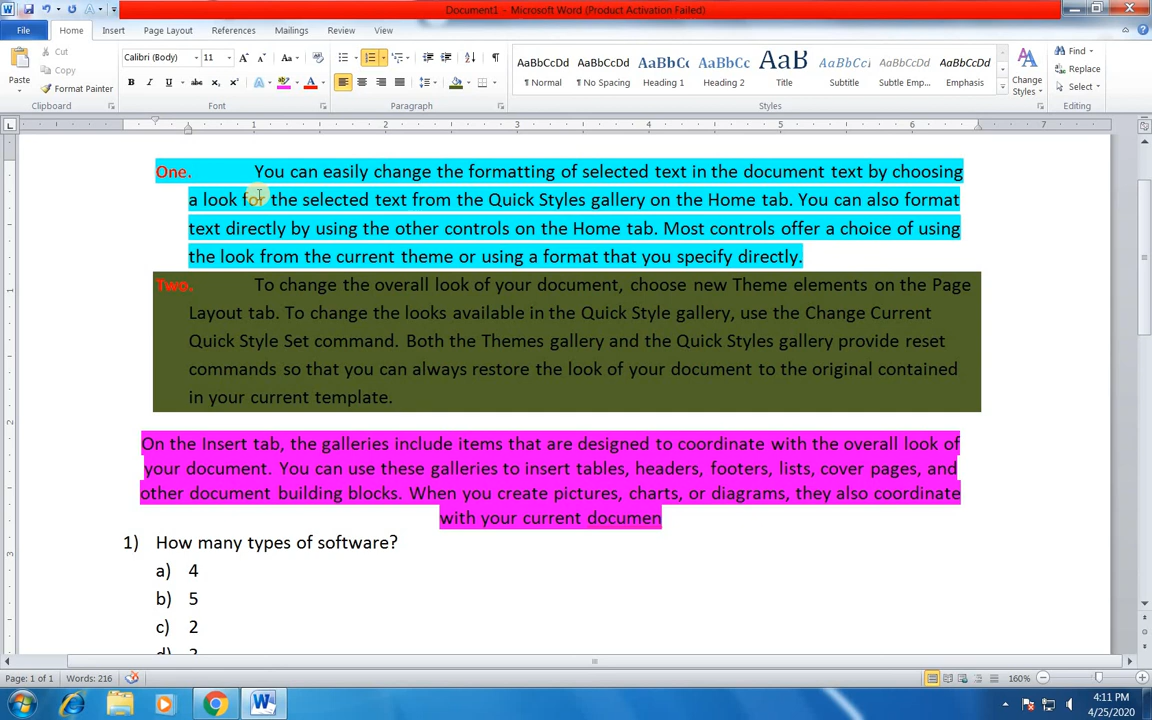 Document1 - Microsoft Word (Product Activation Failed)
File Home Insert Page Layout References Mailings Review View
Paste
Cut
Copy
Format Painter
Clipboard
Calibri (Body) 11
Font
Paragraph
AaBbCcDd AaBbCcDd AaBbCc AaBbCc AaB AaBbCc. AaBbCcDd AaBbCcDd
¶ Normal ¶ No Spacing Heading 1 Heading 2 Title Subtitle Subtle Emp... Emphasis
Styles
Change Styles
Find
Replace
Select
Editing
1 2 3 4 5 6 7
One. You can easily change the formatting of selected text in the document text by choosing
a look for the selected text from the Quick Styles gallery on the Home tab. You can also format
text directly by using the other controls on the Home tab. Most controls offer a choice of using
the look from the current theme or using a format that you specify directly.
Two. To change the overall look of your document, choose new Theme elements on the Page
Layout tab. To change the looks available in the Quick Style gallery, use the Change Current
Quick Style Set command. Both the Themes gallery and the Quick Styles gallery provide reset
commands so that you can always restore the look of your document to the original contained
in your current template.
On the Insert tab, the galleries include items that are designed to coordinate with the overall look of
your document. You can use these galleries to insert tables, headers, footers, lists, cover pages, and
other document building blocks. When you create pictures, charts, or diagrams, they also coordinate
with your current documen
1) How many types of software?
a) 4
b) 5
c) 2
Page: 1 of 1 Words: 216 160%
4:11 PM
4/25/2020